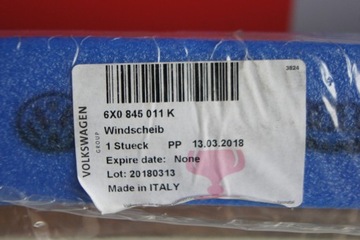 3824
6X0 845 011 K
Windscheib
1 Stueck PP 13.03.2018
Expire date: None
Lot: 20180313
Made in ITALY
VOLKSWAGEN
GROUP